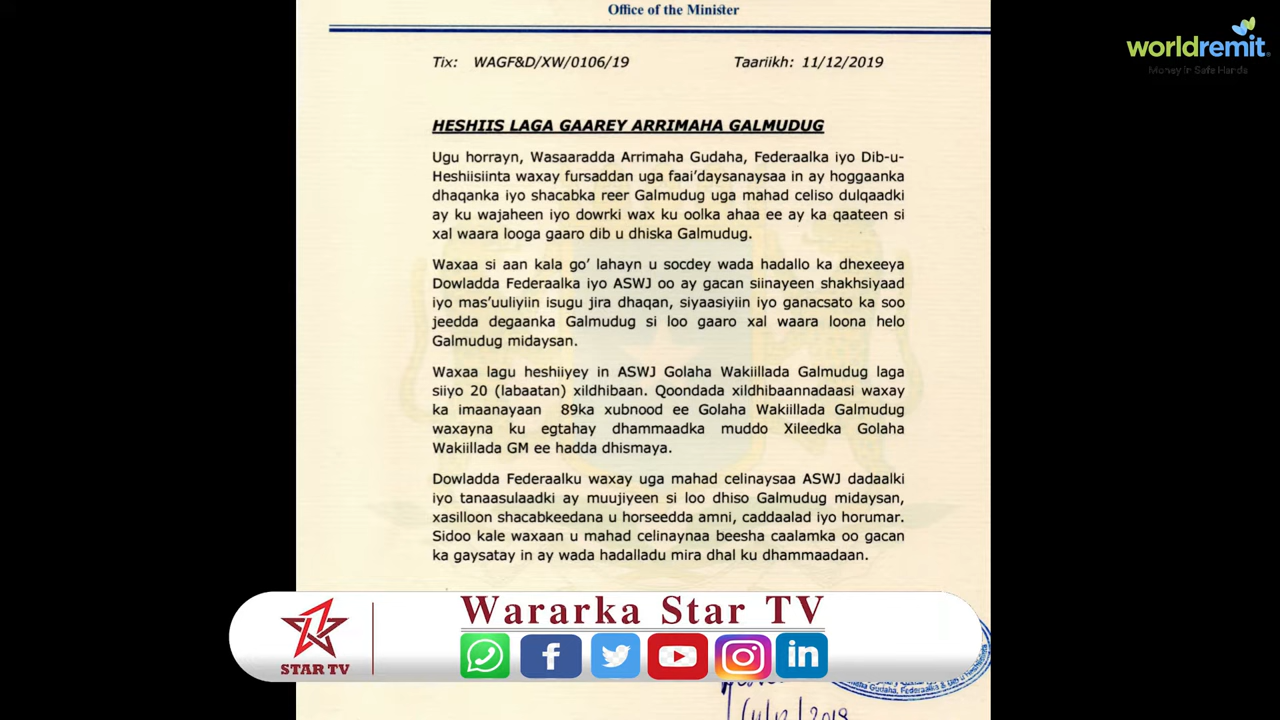 Office of the Minister
worldremit
Money in Safe Hands
Tix: WAGF&D/XW/0106/19 Taariikh: 11/12/2019
HESHIIS LAGA GAAREY ARRIMAHA GALMUDUG
Ugu horrayn, Wasaaradda Arrimaha Gudaha, Federaalka iyo Dib-u-
Heshiisiinta waxay fursaddan uga faai'daysanaysaa in ay hoggaanka
dhaqanka iyo shacabka reer Galmudug uga mahad celiso dulqaadki
ay ku wajaheen iyo dowrki wax ku oolka ahaa ee ay ka qaateen si
xal waara looga gaaro dib u dhiska Galmudug.
Waxaa si aan kala go' lahayn u socdey wada hadallo ka dhexeeya
Dowladda Federaalka iyo ASWJ oo ay gacan siinayeen shakhsiyaad
iyo mas'uuliyiin isugu jira dhaqan, siyaasiyiin iyo ganacsato ka soo
jeedda degaanka Galmudug si loo gaaro xal waara loona helo
Galmudug midaysan.
Waxaa lagu heshiiyey in ASWJ Golaha Wakiillada Galmudug laga
siiyo 20 (labaatan) xildhibaan. Qoondada xildhibaannadaasi waxay
ka imaanayaan 89ka xubnood ee Golaha Wakiillada Galmudug
waxayna ku egtahay dhammaadka muddo Xileedka Golaha
Wakiillada GM ee hadda dhismaya.
Dowladda Federaalku waxay uga mahad celinaysaa ASWJ dadaalki
iyo tanaasulaadki ay muujiyeen si loo dhiso Galmudug midaysan,
xasilloon shacabkeedana u horseedda amni, caddaalad iyo horumar.
Sidoo kale waxaan u mahad celinaynaa beesha caalamka oo gacan
ka gaysatay in ay wada hadalladu mira dhal ku dhammaadaan.
Wararka Star TV
STAR TV
Gudaha, Federaalka &
11/12/2019